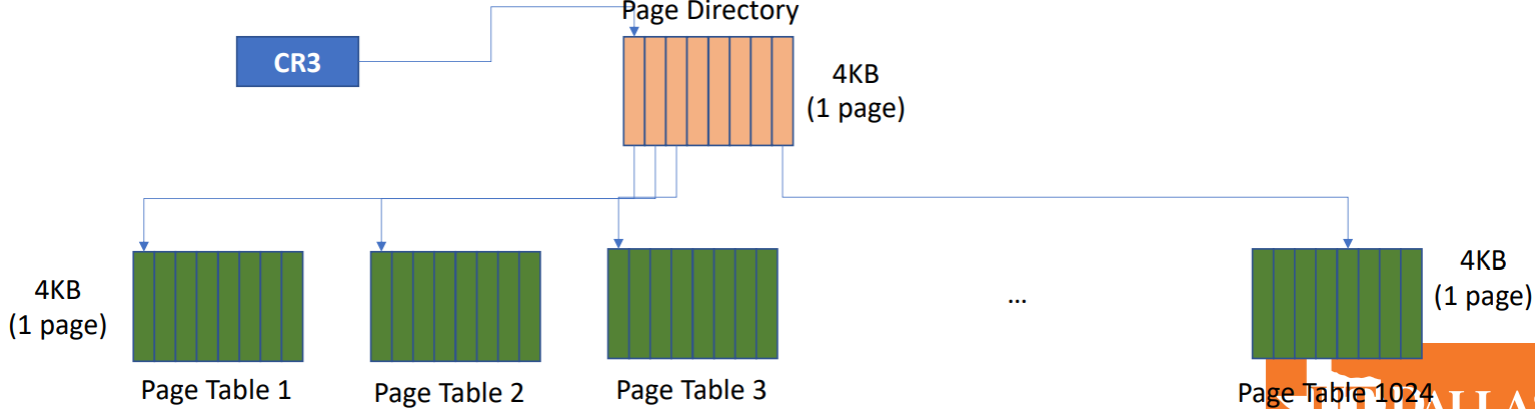 Page Directory
CR3
4KB
(1 page)
4KB
(1 page)
...
4KB
(1 page)
Page Table 1
Page Table 2
Page Table 3
Page Table 1024